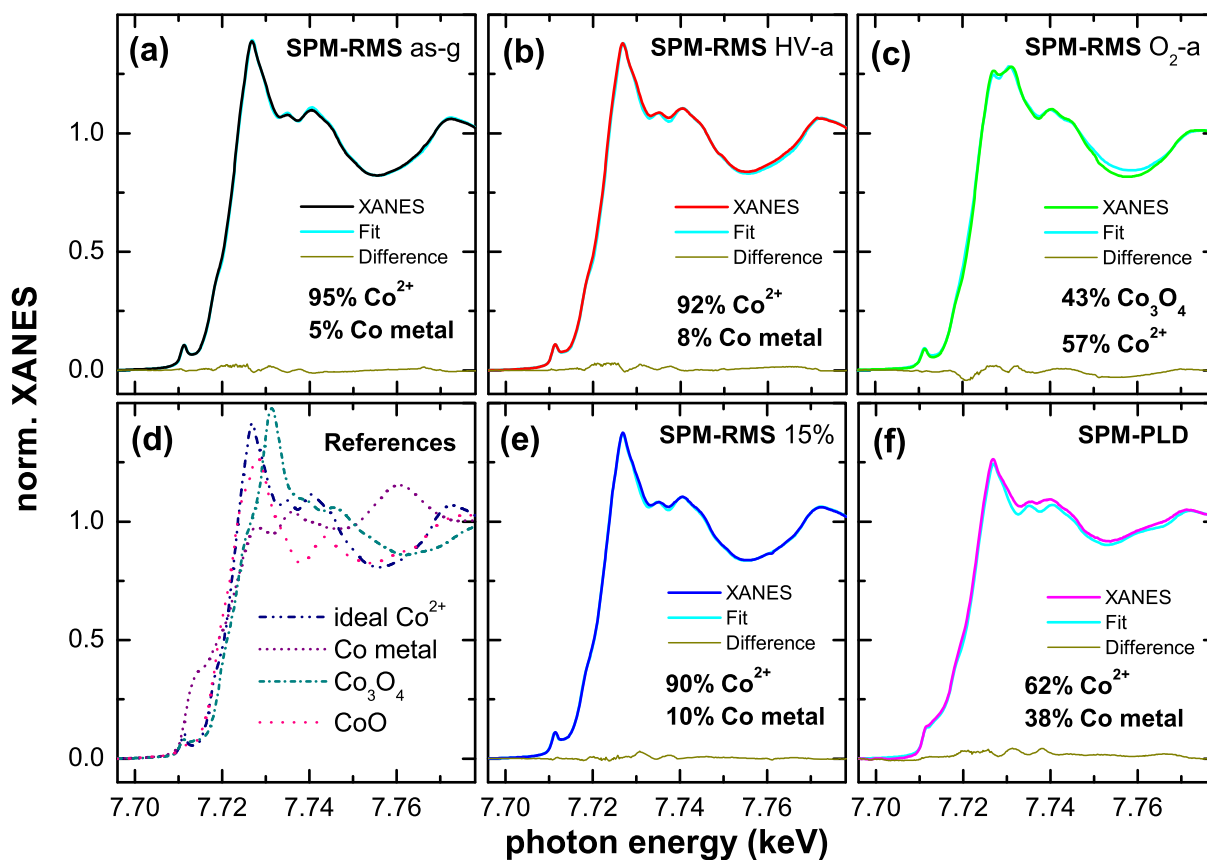 norm. XANES
(a) SPM-RMS as-g
XANES
Fit
Difference
95% Co²⁺
5% Co metal
1.0
0.5
0.0
(b) SPM-RMS HV-a
XANES
Fit
Difference
92% Co²⁺
8% Co metal
(c) SPM-RMS O₂-a
XANES
Fit
Difference
43% Co₃O₄
57% Co²⁺
(d) References
ideal Co²⁺
Co metal
Co₃O₄
CoO
1.0
0.5
0.0
7.70 7.72 7.74 7.76
(e) SPM-RMS 15%
XANES
Fit
Difference
90% Co²⁺
10% Co metal
7.70 7.72 7.74 7.76
(f) SPM-PLD
XANES
Fit
Difference
62% Co²⁺
38% Co metal
7.70 7.72 7.74 7.76
photon energy (keV)